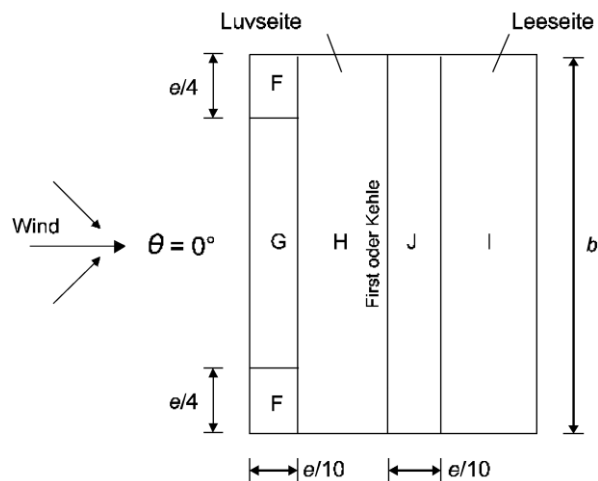 Luvseite
Leeseite
e/4
F
Wind
θ = 0°
G
H
First oder Kehle
J
I
b
e/4
F
e/10
e/10